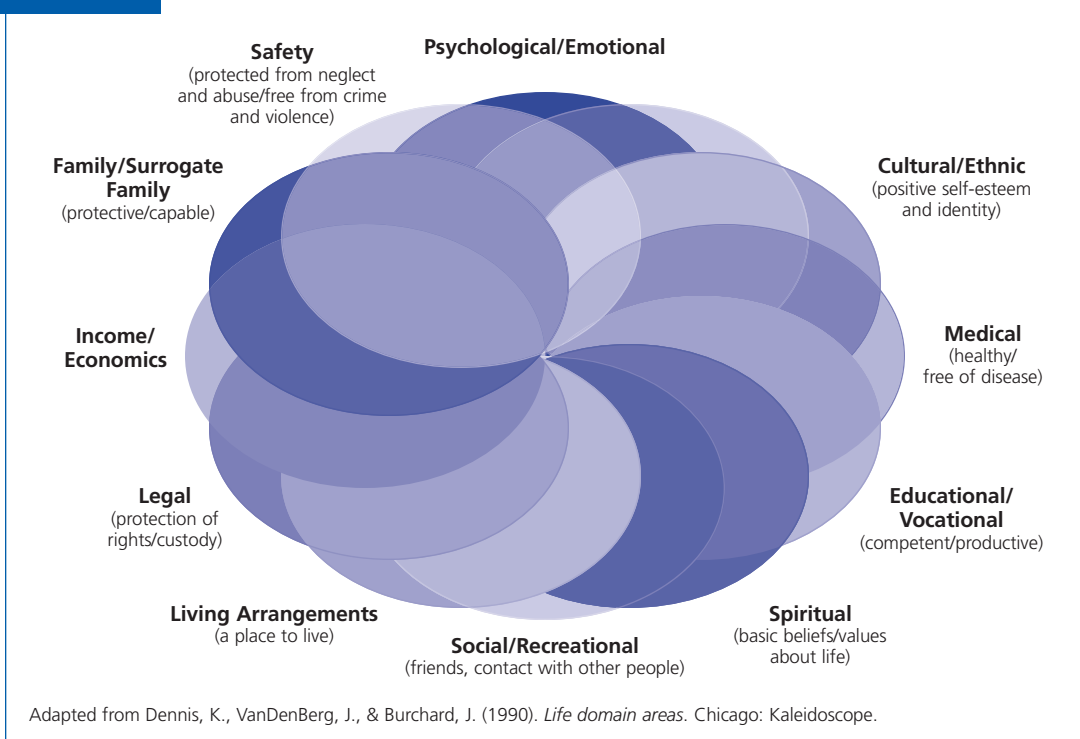 Psychological/Emotional
Safety
(protected from neglect
and abuse/free from crime
and violence)
Family/Surrogate
Family
(protective/capable)
Cultural/Ethnic
(positive self-esteem
and identity)
Income/
Economics
Medical
(healthy/
free of disease)
Legal
(protection of
rights/custody)
Educational/
Vocational
(competent/productive)
Living Arrangements
(a place to live)
Social/Recreational
(friends, contact with other people)
Spiritual
(basic beliefs/values
about life)
Adapted from Dennis, K., VanDenBerg, J., & Burchard, J. (1990). Life domain areas. Chicago: Kaleidoscope.